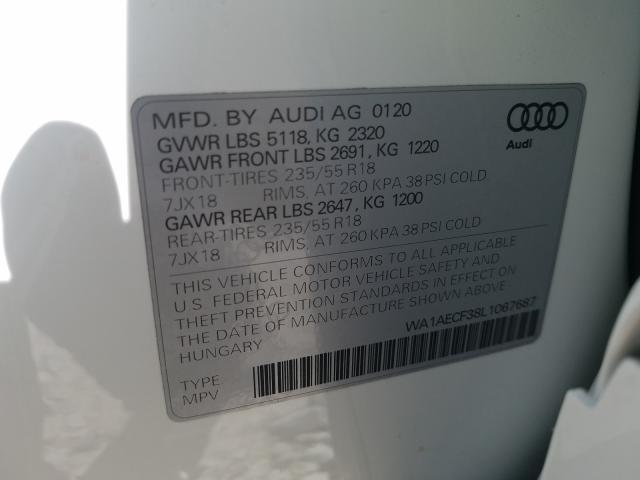 MFD. BY AUDI AG 0120
GVWR LBS 5118, KG 2320
GAWR FRONT LBS 2691, KG 1220
FRONT-TIRES 235/55 R18
7JX18 RIMS, AT 260 KPA 38 PSI COLD
GAWR REAR LBS 2647, KG 1200
REAR-TIRES 235/55 R18
7JX18 RIMS, AT 260 KPA 38 PSI COLD
Audi
THIS VEHICLE CONFORMS TO ALL APPLICABLE
U.S. FEDERAL MOTOR VEHICLE SAFETY AND
THEFT PREVENTION STANDARDS IN EFFECT ON
THE DATE OF MANUFACTURE SHOWN ABOVE
HUNGARY
WA1AECF38L1067687
TYPE
MPV